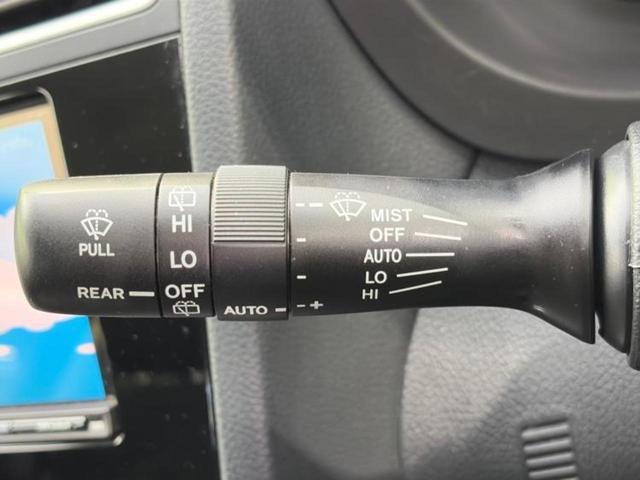 PULL
REAR
HI
LO
OFF
AUTO
- +
MIST
OFF
AUTO
LO
HI